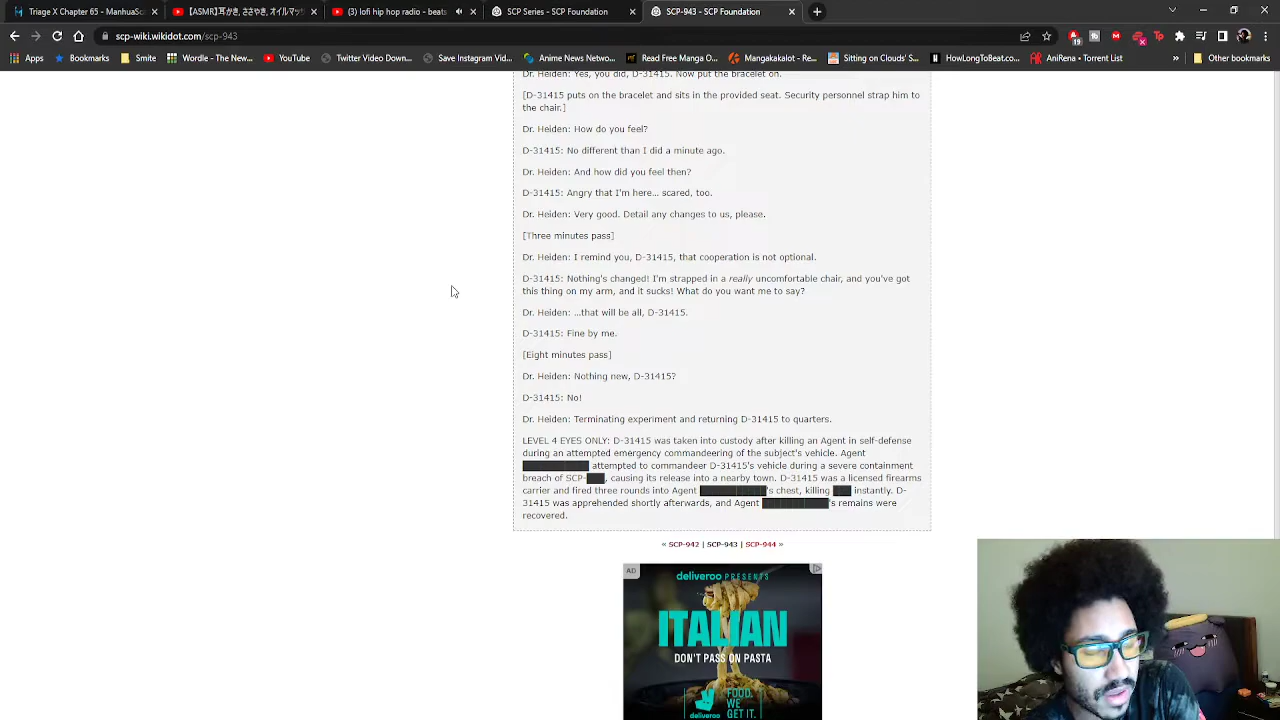 Triage X Chapter 65 - ManhuaSc
【ASMR】耳かき、ささやき、オイルマッサ
(3) lofi hip hop radio - beats
SCP Series - SCP Foundation
SCP-943 - SCP Foundation
scp-wiki.wikidot.com/scp-943
19
Apps
Bookmarks
Smite
Wordle - The New...
YouTube
Twitter Video Down...
Save Instagram Vid...
Anime News Networ...
Read Free Manga O...
Mangakakalot - Re...
Sitting on Clouds' S...
HowLongToBeat.co...
AniRena - Torrent List
»
Other bookmarks
Dr. Heiden: Yes, you did, D-31415. Now put the bracelet on.
[D-31415 puts on the bracelet and sits in the provided seat. Security personnel strap him to
the chair.]
Dr. Heiden: How do you feel?
D-31415: No different than I did a minute ago.
Dr. Heiden: And how did you feel then?
D-31415: Angry that I'm here... scared, too.
Dr. Heiden: Very good. Detail any changes to us, please.
[Three minutes pass]
Dr. Heiden: I remind you, D-31415, that cooperation is not optional.
D-31415: Nothing's changed! I'm strapped in a really uncomfortable chair, and you've got
this thing on my arm, and it sucks! What do you want me to say?
Dr. Heiden: ...that will be all, D-31415.
D-31415: Fine by me.
[Eight minutes pass]
Dr. Heiden: Nothing new, D-31415?
D-31415: No!
Dr. Heiden: Terminating experiment and returning D-31415 to quarters.
LEVEL 4 EYES ONLY: D-31415 was taken into custody after killing an Agent in self-defense
during an attempted emergency commandeering of the subject's vehicle. Agent
attempted to commandeer D-31415's vehicle during a severe containment
breach of SCP-███, causing its release into a nearby town. D-31415 was a licensed firearms
carrier and fired three rounds into Agent ███████████'s chest, killing ███ instantly. D-
31415 was apprehended shortly afterwards, and Agent ███████████'s remains were
recovered.
« SCP-942 | SCP-943 | SCP-944 »
AD
deliveroo PRESENTS
ITALIAN
DON'T PASS ON PASTA
deliveroo
FOOD.
WE
GET IT.